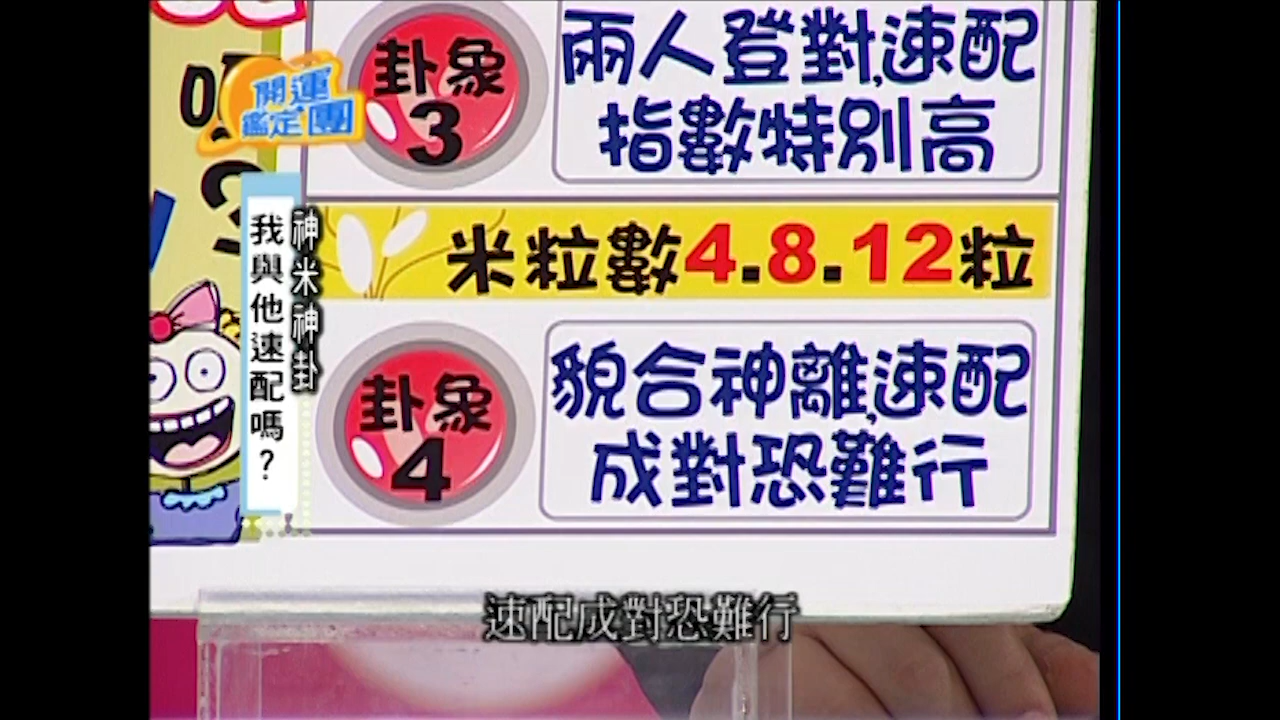 開運
鑑定團
神米神卦
我與他速配嗎？
卦象
3
兩人登對,速配
指數特別高
米粒數4.8.12粒
卦象
4
貌合神離,速配
成對恐難行
速配成對恐難行